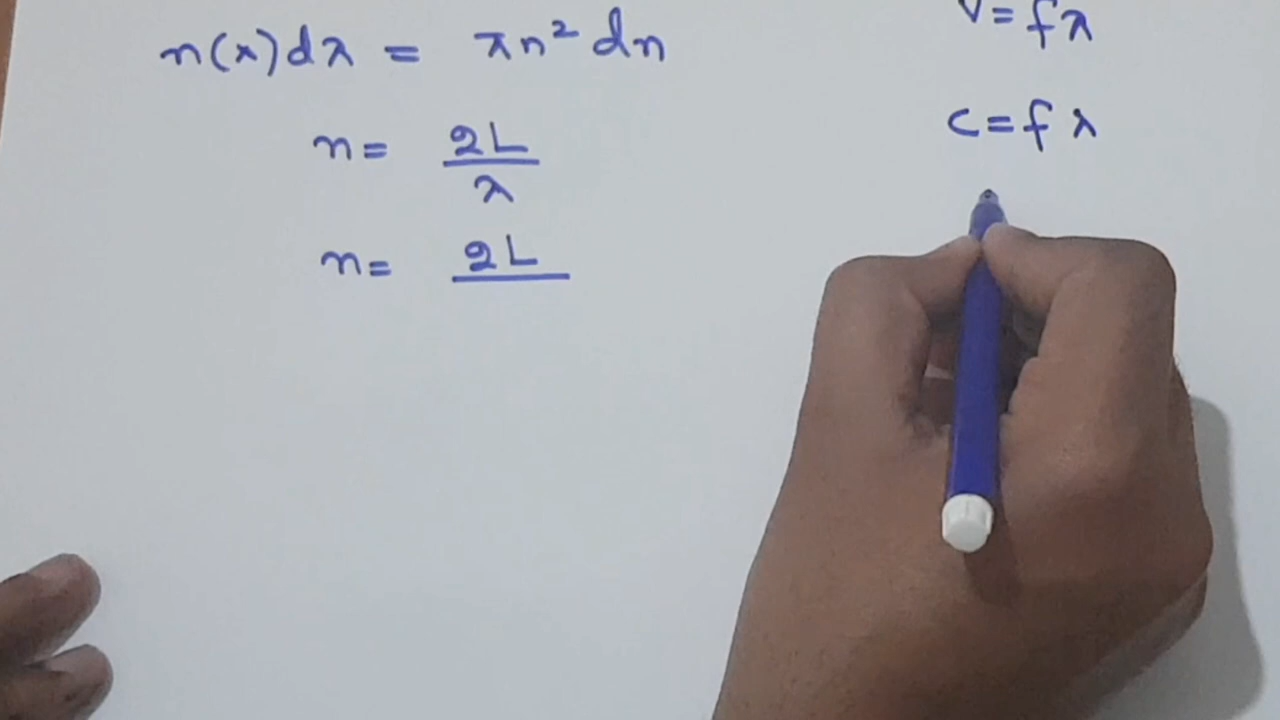 n(λ)dλ = πn² dn
n = 2L
λ
n = 2L
v = fλ
c = fλ